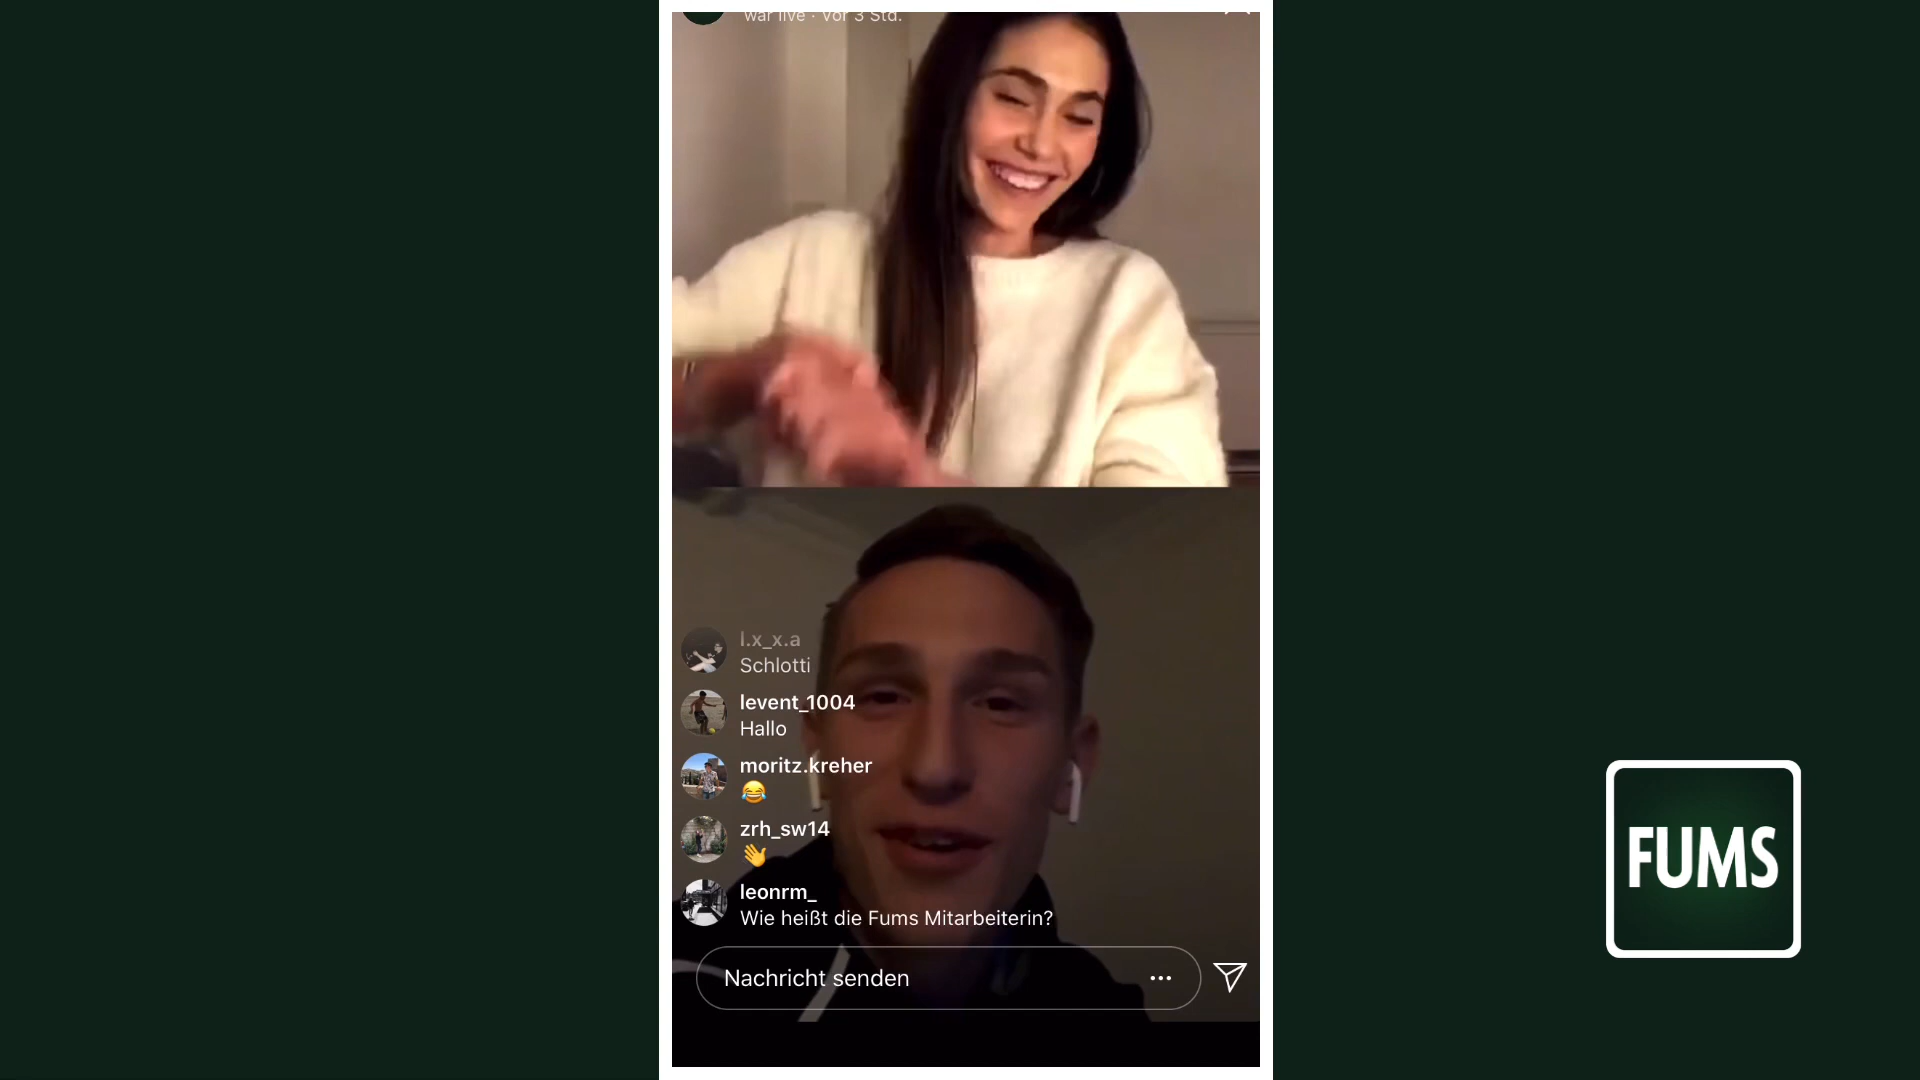 war live · Vor 3 Std.
l.x_x.a
Schlotti
levent_1004
Hallo
moritz.kreher
😂
zrh_sw14
👋
leonrm_
Wie heißt die Fums Mitarbeiterin?
Nachricht senden
FUMS